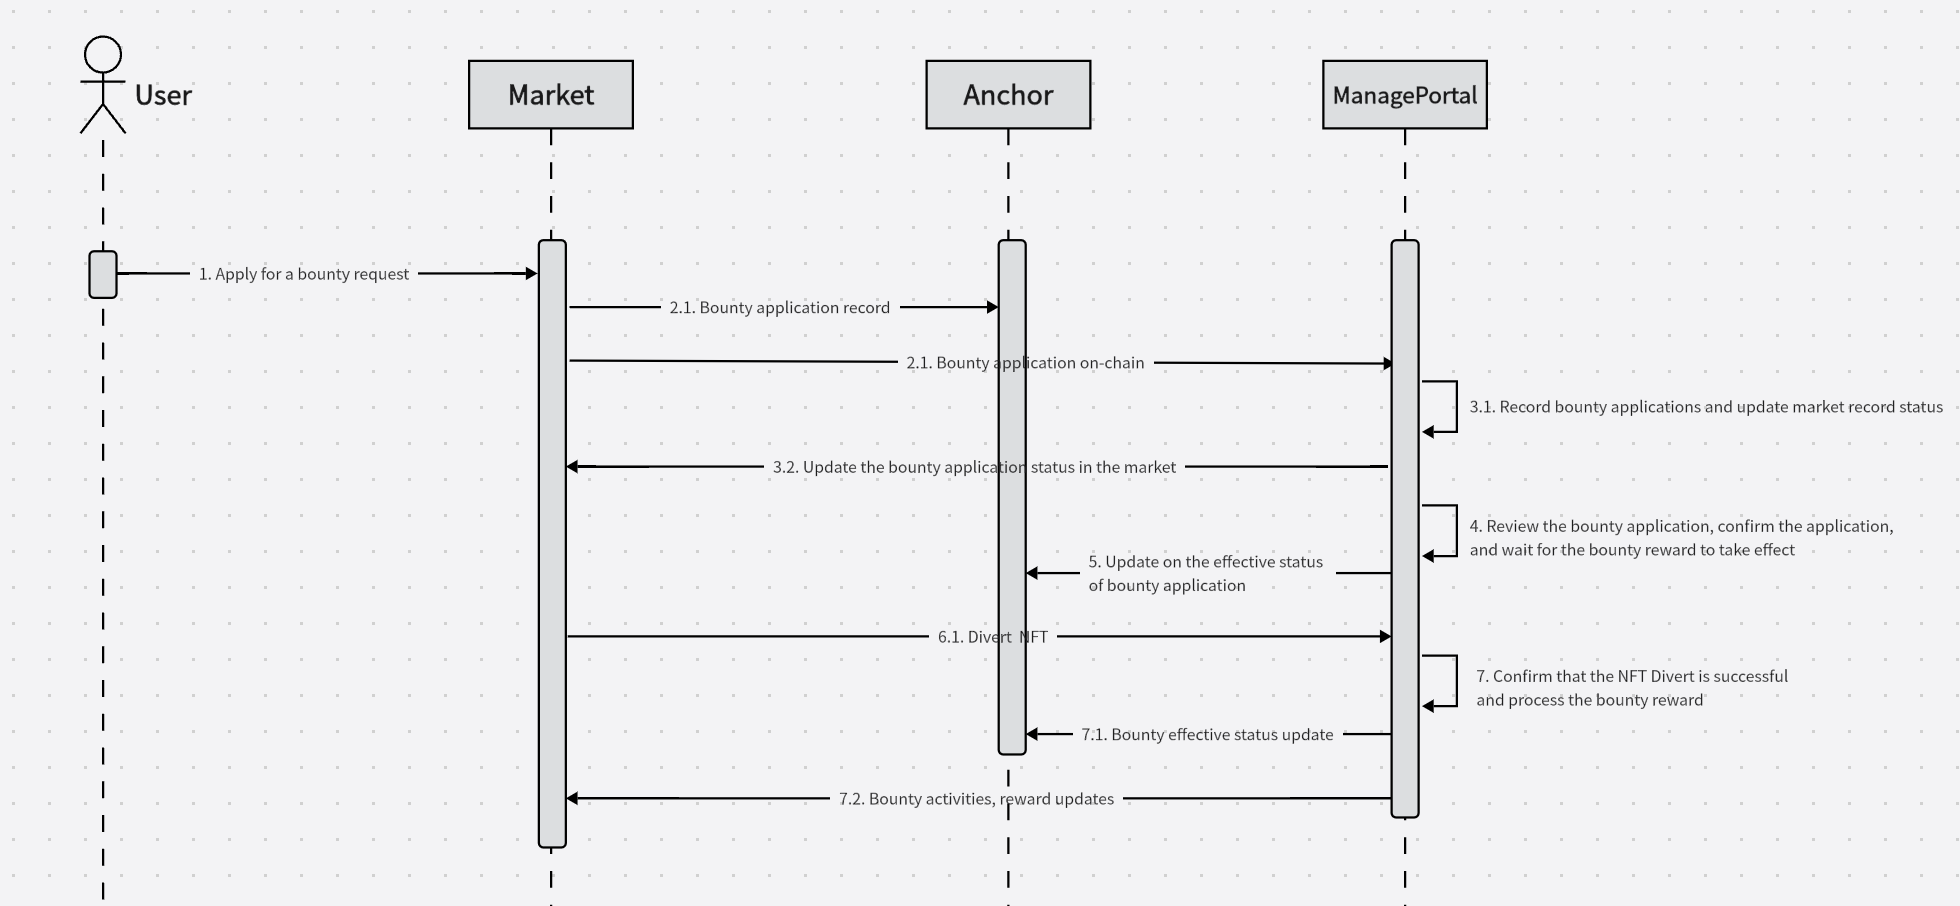 User
Market
Anchor
ManagePortal
1. Apply for a bounty request
2.1. Bounty application record
2.1. Bounty application on-chain
3.1. Record bounty applications and update market record status
3.2. Update the bounty application status in the market
4. Review the bounty application, confirm the application,
and wait for the bounty reward to take effect
5. Update on the effective status
of bounty application
6.1. Divert NFT
7. Confirm that the NFT Divert is successful
and process the bounty reward
7.1. Bounty effective status update
7.2. Bounty activities, reward updates